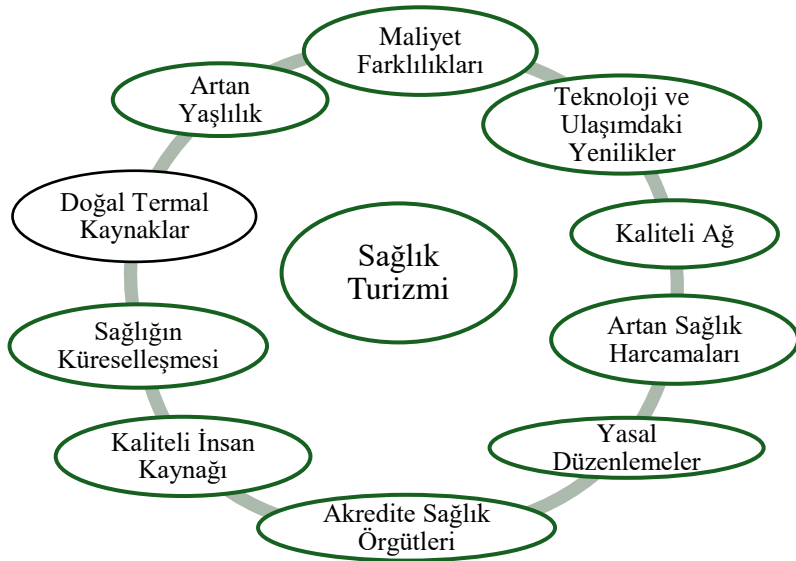 Maliyet
Farklılıkları
Teknoloji ve
Ulaşımdaki
Yenilikler
Kaliteli Ağ
Artan Sağlık
Harcamaları
Yasal
Düzenlemeler
Akredite Sağlık
Örgütleri
Kaliteli İnsan
Kaynağı
Sağlığın
Küreselleşmesi
Doğal Termal
Kaynaklar
Artan
Yaşlılık
Sağlık
Turizmi